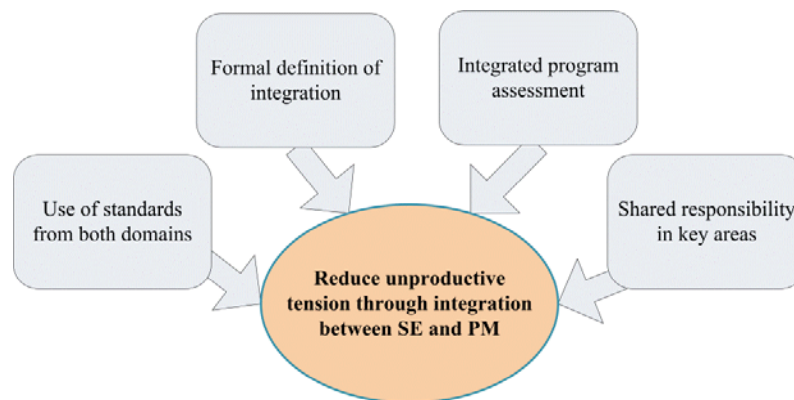 Formal definition of
integration
Integrated program
assessment
Use of standards
from both domains
Shared responsibility
in key areas
Reduce unproductive
tension through integration
between SE and PM